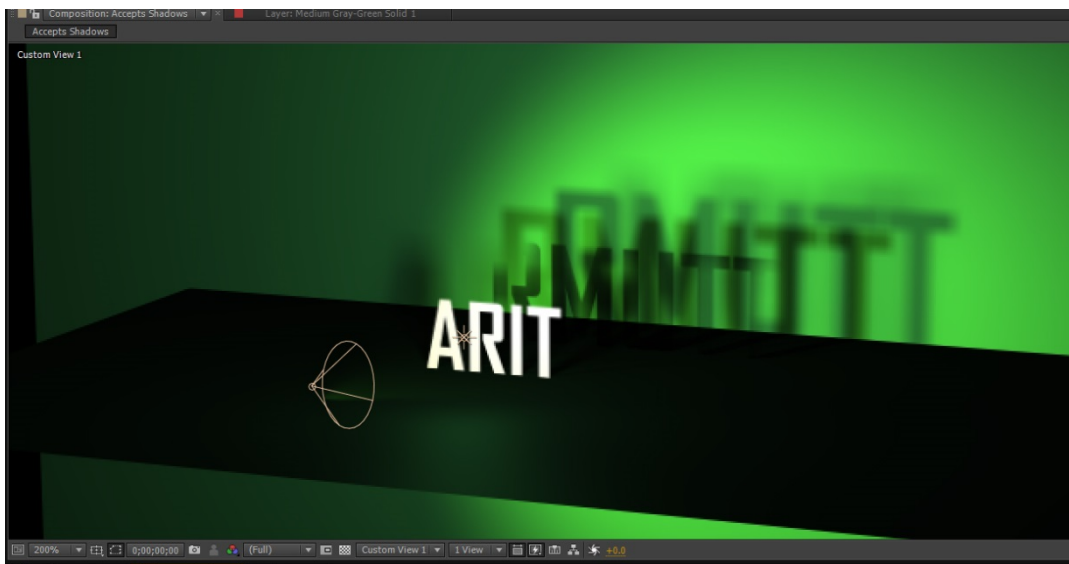 Composition: Accepts Shadows
Layer: Medium Gray-Green Solid 1
Accepts Shadows
Custom View 1
ARIT
200%
0;00;00;00
(Full)
Custom View 1
1 View
+0.0